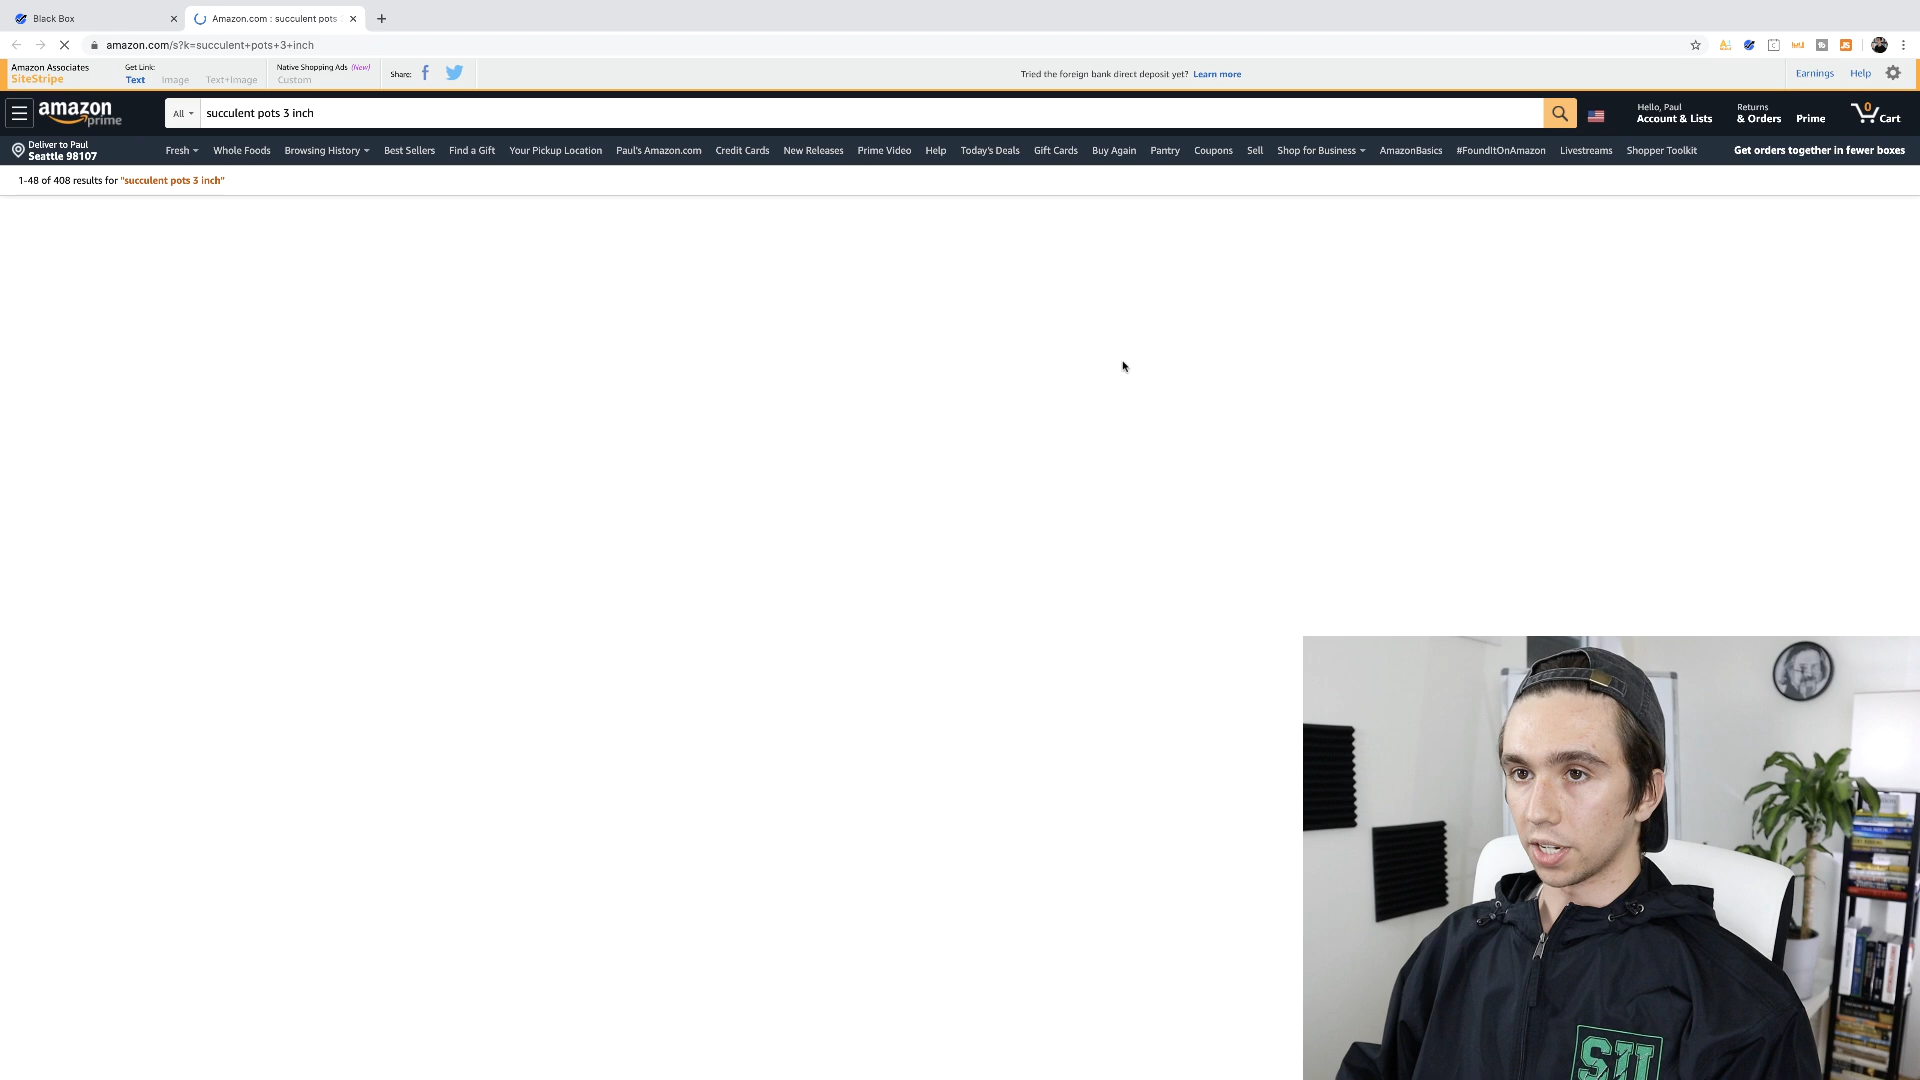 Black Box
Amazon.com : succulent pots
amazon.com/s?k=succulent+pots+3+inch
Amazon Associates
SiteStripe
Get Link:
Text Image Text+Image
Native Shopping Ads (New)
Custom
Share:
Tried the foreign bank direct deposit yet? Learn more
Earnings Help
amazon prime
All
succulent pots 3 inch
Hello, Paul
Account & Lists
Returns
& Orders
Prime
0
Cart
Deliver to Paul
Seattle 98107
Fresh Whole Foods Browsing History Best Sellers Find a Gift Your Pickup Location Paul's Amazon.com Credit Cards New Releases Prime Video Help Today's Deals Gift Cards Buy Again Pantry Coupons Sell Shop for Business AmazonBasics #FoundItOnAmazon Livestreams Shopper Toolkit
Get orders together in fewer boxes
1-48 of 408 results for "succulent pots 3 inch"